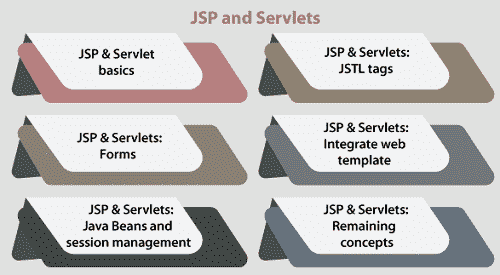 JSP and Servlets
JSP & Servlet
basics
JSP & Servlets:
JSTL tags
JSP & Servlets:
Forms
JSP & Servlets:
Integrate web
template
JSP & Servlets:
Java Beans and
session management
JSP & Servlets:
Remaining
concepts